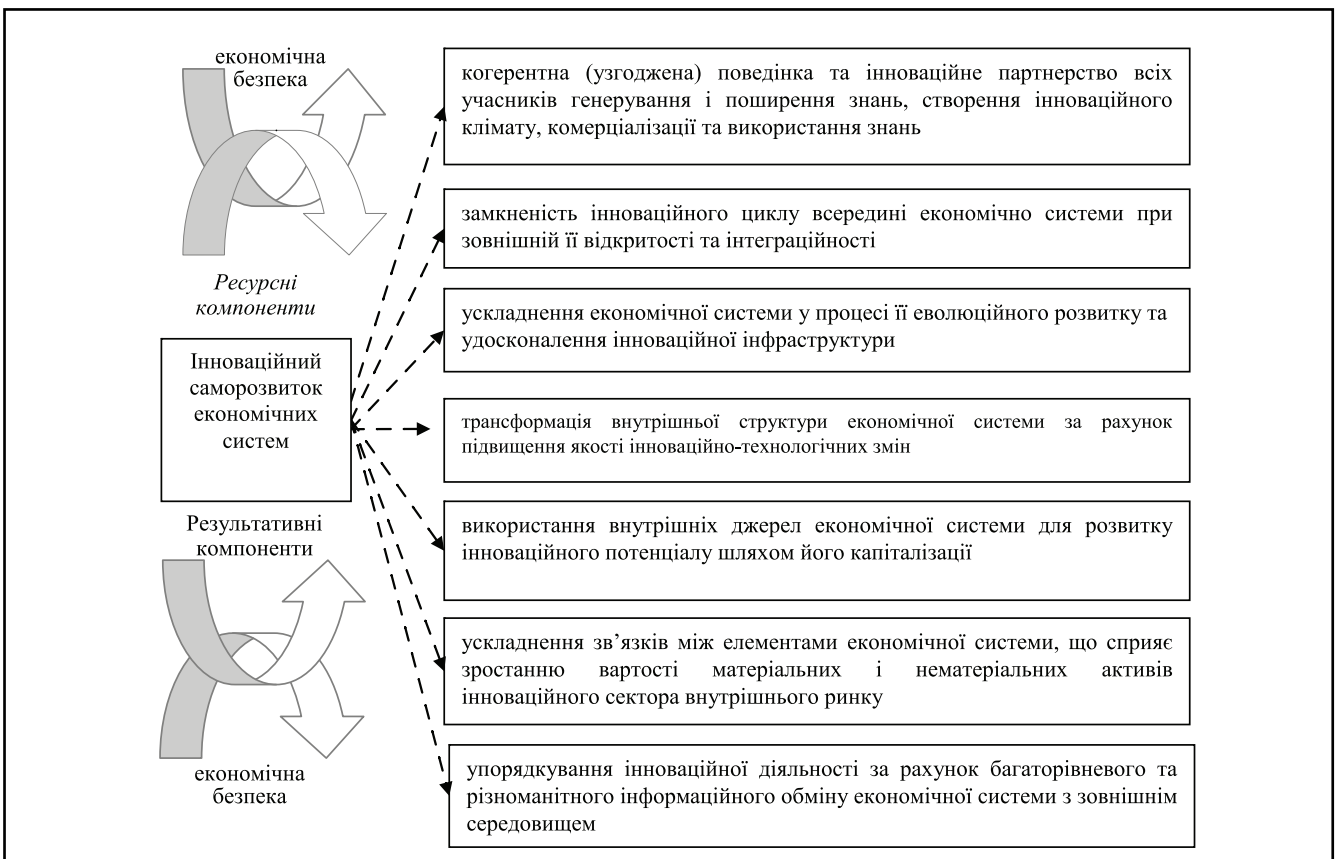 економічна
безпека
Ресурсні
компоненти
Інноваційний
саморозвиток
економічних
систем
Результативні
компоненти
економічна
безпека
когерентна (узгоджена) поведінка та інноваційне партнерство всіх
учасників генерування і поширення знань, створення інноваційного
клімату, комерціалізації та використання знань
замкненість інноваційного циклу всередині економічно системи при
зовнішній її відкритості та інтеграційності
ускладнення економічної системи у процесі її еволюційного розвитку та
удосконалення інноваційної інфраструктури
трансформація внутрішньої структури економічної системи за рахунок
підвищення якості інноваційно-технологічних змін
використання внутрішніх джерел економічної системи для розвитку
інноваційного потенціалу шляхом його капіталізації
ускладнення зв’язків між елементами економічної системи, що сприяє
зростанню вартості матеріальних і нематеріальних активів
інноваційного сектора внутрішнього ринку
упорядкування інноваційної діяльності за рахунок багаторівневого та
різноманітного інформаційного обміну економічної системи з зовнішнім
середовищем